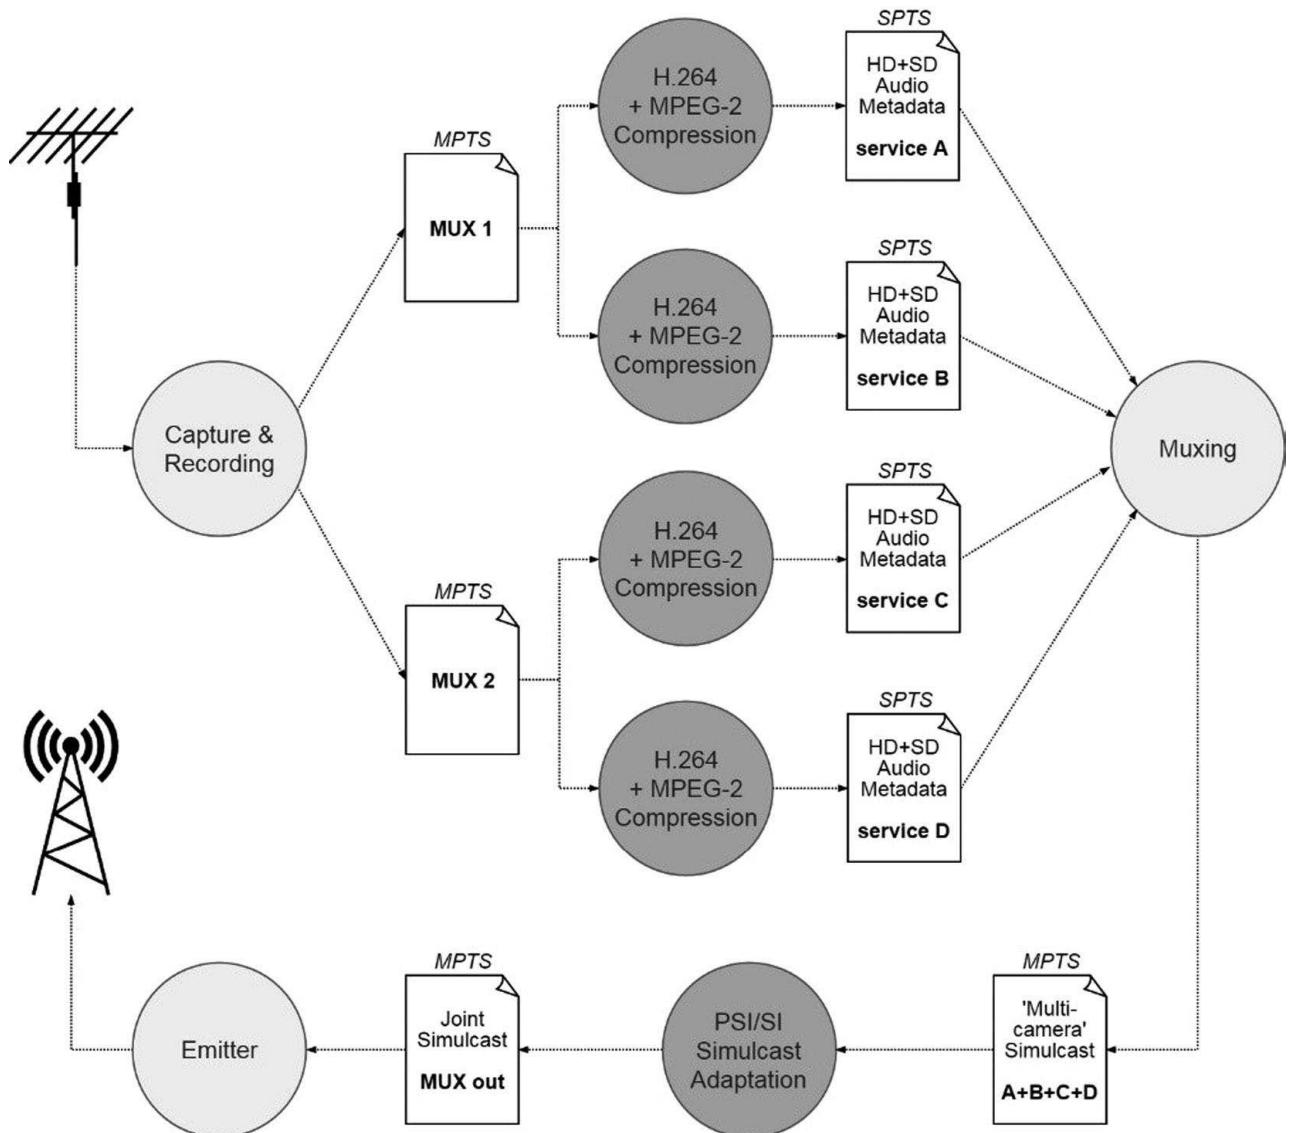 SPTS
H.264
+ MPEG-2
Compression
HD+SD
Audio
Metadata
service A
MPTS
MUX 1
SPTS
H.264
+ MPEG-2
Compression
HD+SD
Audio
Metadata
service B
Capture &
Recording
Muxing
SPTS
H.264
+ MPEG-2
Compression
HD+SD
Audio
Metadata
service C
MPTS
MUX 2
SPTS
H.264
+ MPEG-2
Compression
HD+SD
Audio
Metadata
service D
Emitter
MPTS
Joint
Simulcast
MUX out
PSI/SI
Simulcast
Adaptation
MPTS
'Multi-
camera'
Simulcast
A+B+C+D